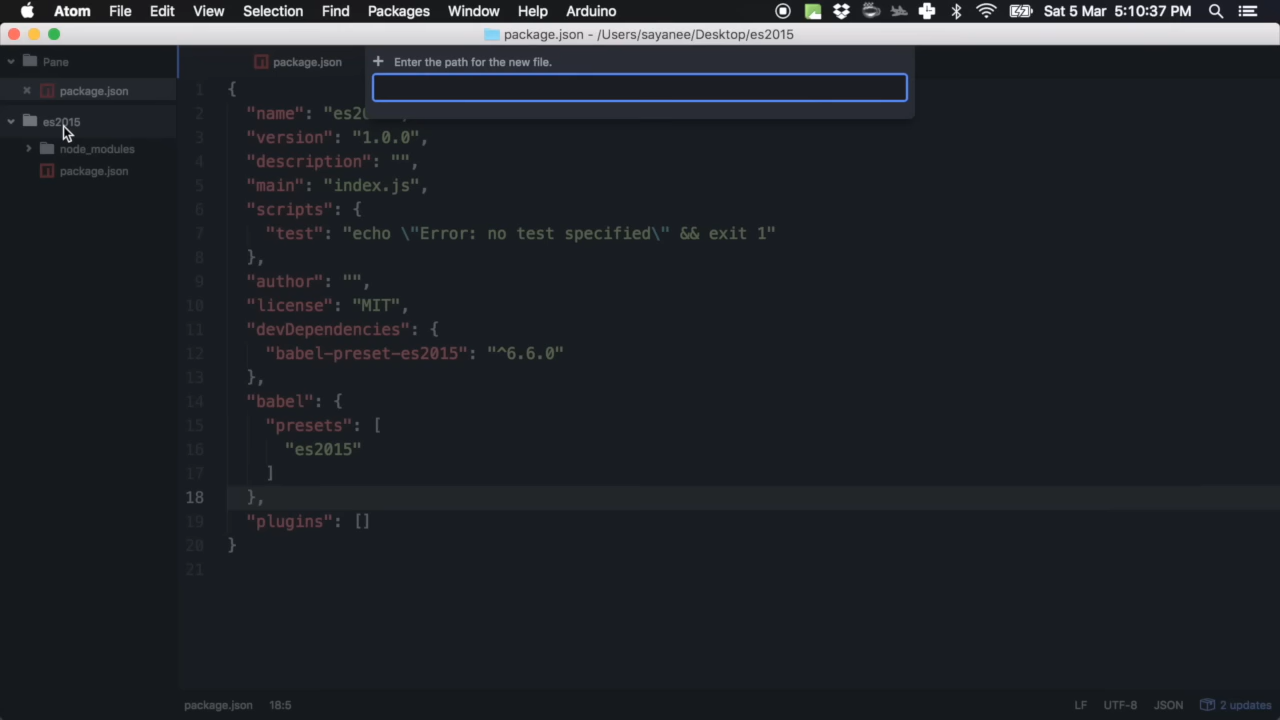 Atom File Edit View Selection Find Packages Window Help Arduino Sat 5 Mar 5:10:37 PM
package.json - /Users/sayanee/Desktop/es2015
Pane
package.json
es2015
node_modules
package.json
package.json
Enter the path for the new file.
1 {
2 "name": "es20
3 "version": "1.0.0",
4 "description": "",
5 "main": "index.js",
6 "scripts": {
7 "test": "echo \"Error: no test specified\" && exit 1"
8 },
9 "author": "",
10 "license": "MIT",
11 "devDependencies": {
12 "babel-preset-es2015": "^6.6.0"
13 },
14 "babel": {
15 "presets": [
16 "es2015"
17 ]
18 },
19 "plugins": []
20 }
21
package.json 18:5 LF UTF-8 JSON 2 updates